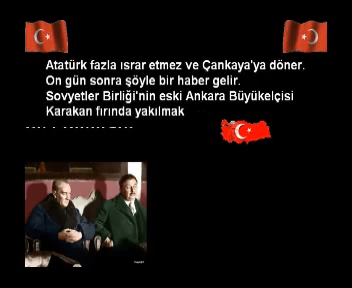 Atatürk fazla ısrar etmez ve Çankaya'ya döner.
On gün sonra şöyle bir haber gelir.
Sovyetler Birliği'nin eski Ankara Büyükelçisi
Karakan fırında yakılmak